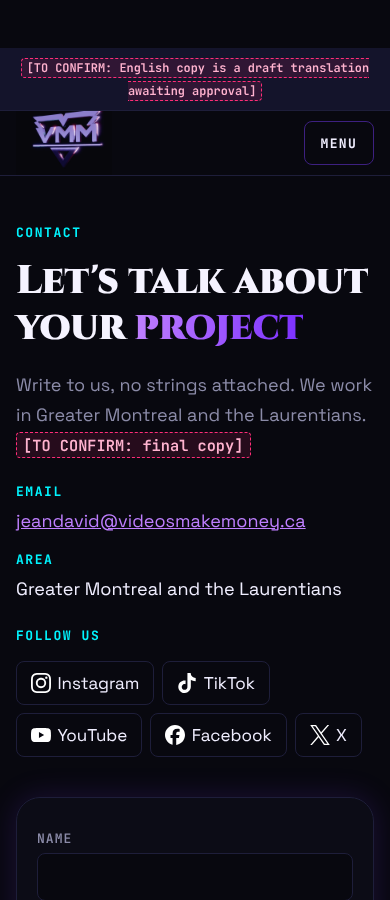 [TO CONFIRM: English copy is a draft translation
awaiting approval]
VMM
MENU
CONTACT
Let's talk about
your project
Write to us, no strings attached. We work
in Greater Montreal and the Laurentians.
[TO CONFIRM: final copy]
EMAIL
jeandavid@videosmakemoney.ca
AREA
Greater Montreal and the Laurentians
FOLLOW US
Instagram
TikTok
YouTube
Facebook
X
NAME